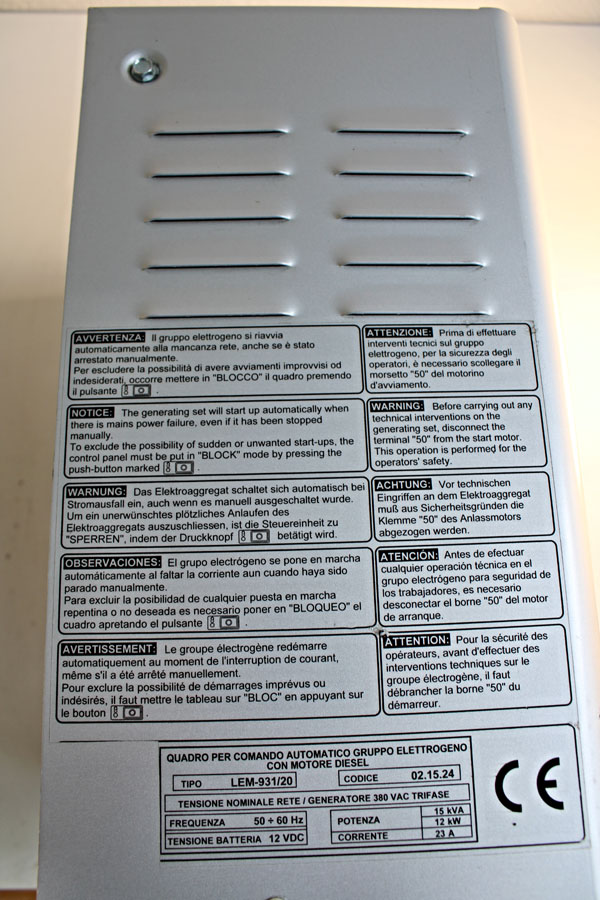 AVVERTENZA: Il gruppo elettrogeno si riavvia
automaticamente alla mancanza rete, anche se è stato
arrestato manualmente.
Per escludere la possibilità di avere avviamenti improvvisi od
indesiderati, occorre mettere in "BLOCCO" il quadro premendo
il pulsante .
ATTENZIONE: Prima di effettuare
interventi tecnici sul gruppo
elettrogeno, per la sicurezza degli
operatori, è necessario scollegare il
morsetto "50" del motorino
d'avviamento.
NOTICE: The generating set will start up automatically when
there is mains power failure, even if it has been stopped
manually.
To exclude the possibility of sudden or unwanted start-ups, the
control panel must be put in "BLOCK" mode by pressing the
push-button marked .
WARNING: Before carrying out any
technical interventions on the
generating set, disconnect the
terminal "50" from the start motor.
This operation is performed for the
operators' safety.
WARNUNG: Das Elektroaggregat schaltet sich automatisch bei
Stromausfall ein, auch wenn es manuell ausgeschaltet wurde.
Um ein unerwünschtes plötzliches Anlaufen des
Elektroaggregats auszuschliessen, ist die Steuereinheit zu
"SPERREN", indem der Druckknopf betätigt wird.
ACHTUNG: Vor technischen
Eingriffen an dem Elektroaggregat
muß aus Sicherheitsgründen die
Klemme "50" des Anlassmotors
abgezogen werden.
OBSERVACIONES: El grupo electrógeno se pone en marcha
automáticamente al faltar la corriente aun cuando haya sido
parado manualmente.
Para excluir la posibilidad de cualquier puesta en marcha
repentina o no deseada es necesario poner en "BLOQUEO" el
cuadro apretando el pulsante .
ATENCIÓN: Antes de efectuar
cualquier operación técnica en el
grupo electrógeno para seguridad de
los trabajadores, es necesario
desconectar el borne "50" del motor
de arranque.
AVERTISSEMENT: Le groupe électrogène redémarre
automatiquement au moment de l'interruption de courant,
même s'il a été arrêté manuellement.
Pour exclure la possibilité de démarrages imprévus ou
indésirés, il faut mettre le tableau sur "BLOC" en appuyant sur
le bouton .
ATTENTION: Pour la sécurité des
opérateurs, avant d'effectuer des
interventions techniques sur le
groupe électrogène, il faut
débrancher la borne "50" du
démarreur.
QUADRO PER COMANDO AUTOMATICO GRUPPO ELETTROGENO
CON MOTORE DIESEL
TIPO LEM-931/20 CODICE 02.15.24
TENSIONE NOMINALE RETE / GENERATORE 380 VAC TRIFASE
FREQUENZA 50 ÷ 60 Hz
TENSIONE BATTERIA 12 VDC
POTENZA 15 kVA
12 kW
CORRENTE 23 A
CE